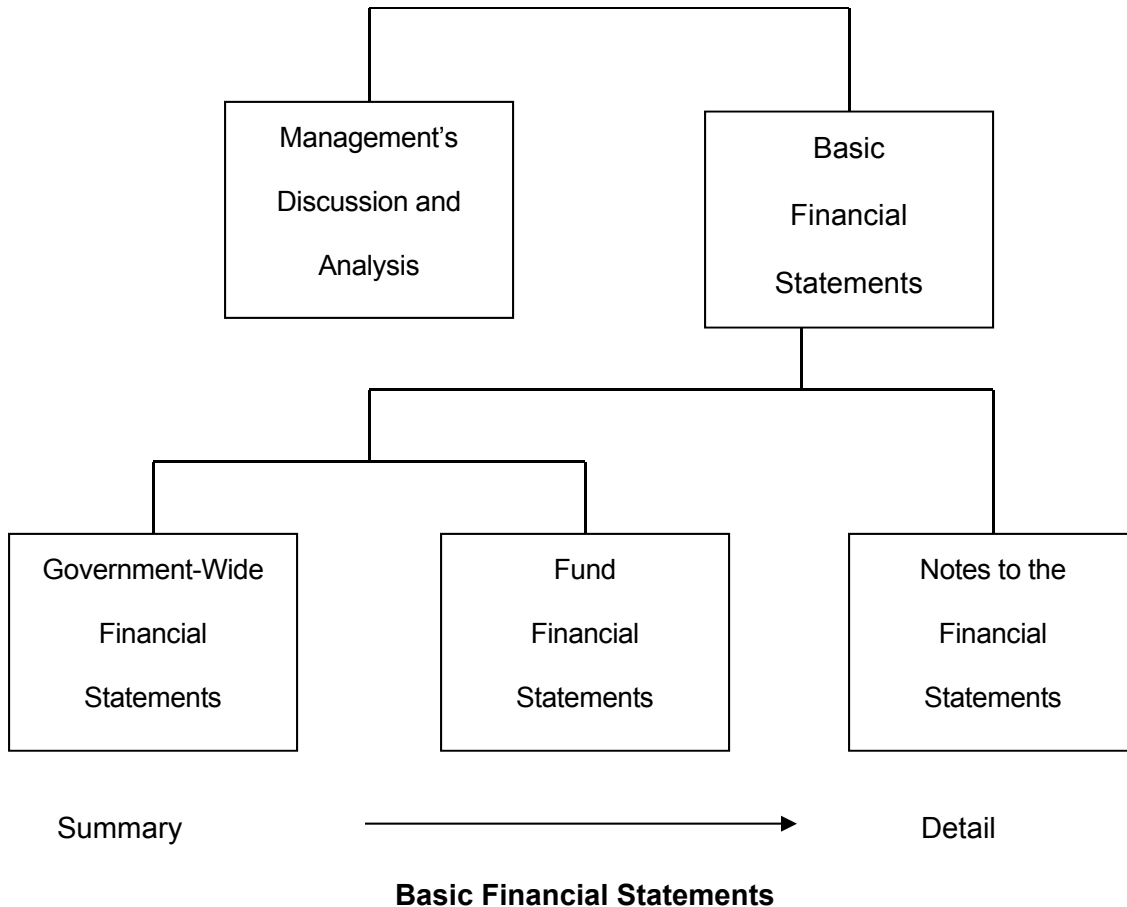 Management’s
Discussion and
Analysis
Basic
Financial
Statements
Government-Wide
Financial
Statements
Fund
Financial
Statements
Notes to the
Financial
Statements
Summary
Detail
Basic Financial Statements